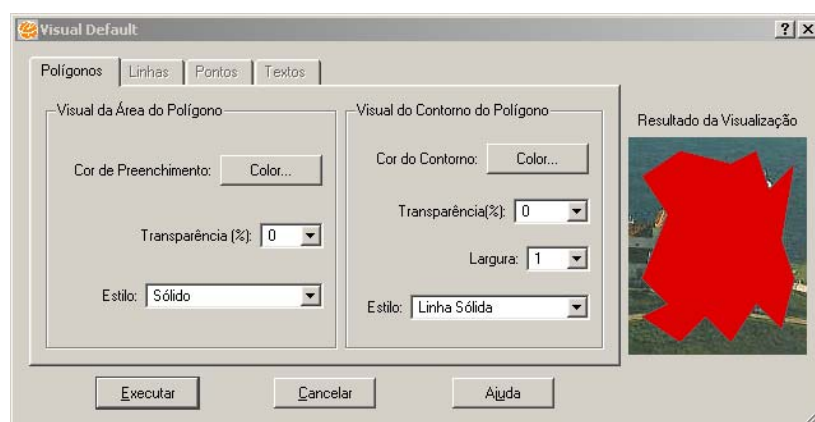 Visual Default
Polígonos Linhas Pontos Textos
Visual da Área do Polígono
Cor de Preenchimento: Color...
Transparência (%): 0
Estilo: Sólido
Visual do Contorno do Polígono
Cor do Contorno: Color...
Transparência(%): 0
Largura: 1
Estilo: Linha Sólida
Resultado da Visualização
Executar Cancelar Ajuda